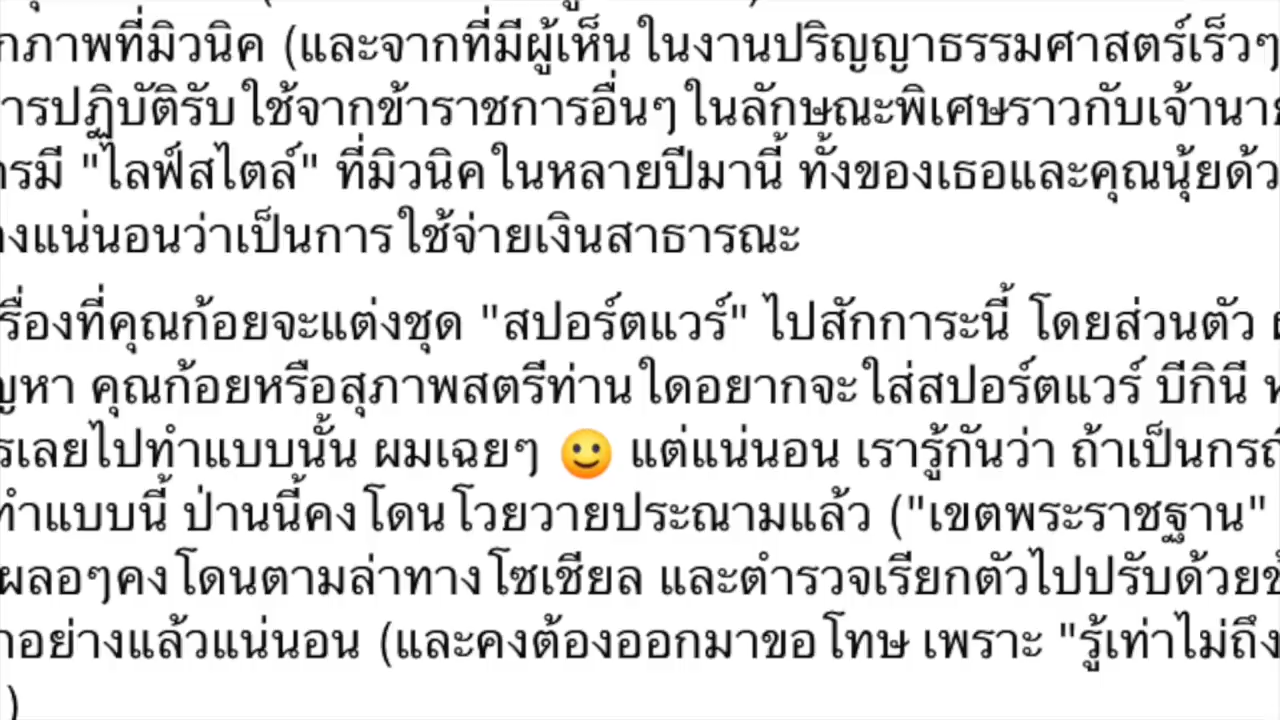 กภาพที่มิวนิค (และจากที่มีผู้เห็นในงานปริญญาธรรมศาสตร์เร็วๆ
ารปฏิบัติรับใช้จากข้าราชการอื่นๆ ในลักษณะพิเศษราวกับเจ้านา
ารมี "ไลฟ์สไตล์" ที่มิวนิคในหลายปีมานี้ ทั้งของเธอและคุณนุ้ยด้ว
างแน่นอนว่าเป็นการใช้จ่ายเงินสาธารณะ
รื่องที่คุณก้อยจะแต่งชุด "สปอร์ตแวร์" ไปสักการะนี้ โดยส่วนตัว
ญหา คุณก้อยหรือสุภาพสตรีท่านใดอยากจะใส่สปอร์ตแวร์ บีกินี
รเลยไปทำแบบนั้น ผมเฉยๆ 🙂 แต่แน่นอน เรารู้กันว่า ถ้าเป็นกรณี
ทำแบบนี้ ป่านนี้คงโดนโวยวายประณามแล้ว ("เขตพระราชฐาน"
ผลอๆคงโดนตามล่าทางโซเชียล และตำรวจเรียกตัวไปปรับด้วยข้
กอย่างแล้วแน่นอน (และคงต้องออกมาขอโทษ เพราะ "รู้เท่าไม่ถึง
)